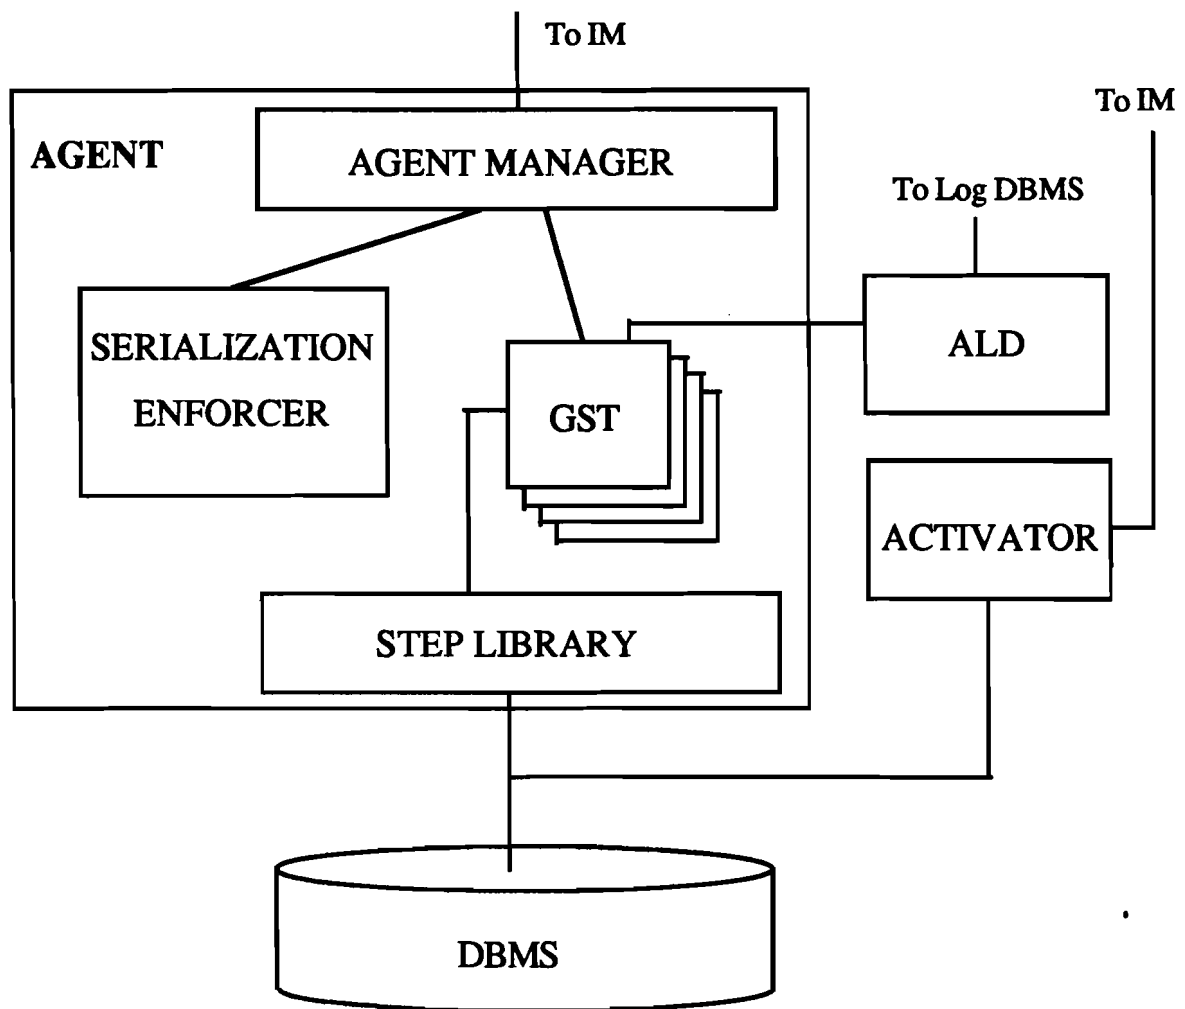 To IM
To IM
AGENT
AGENT MANAGER
To Log DBMS
SERIALIZATION
ENFORCER
ALD
GST
ACTIVATOR
STEP LIBRARY
DBMS